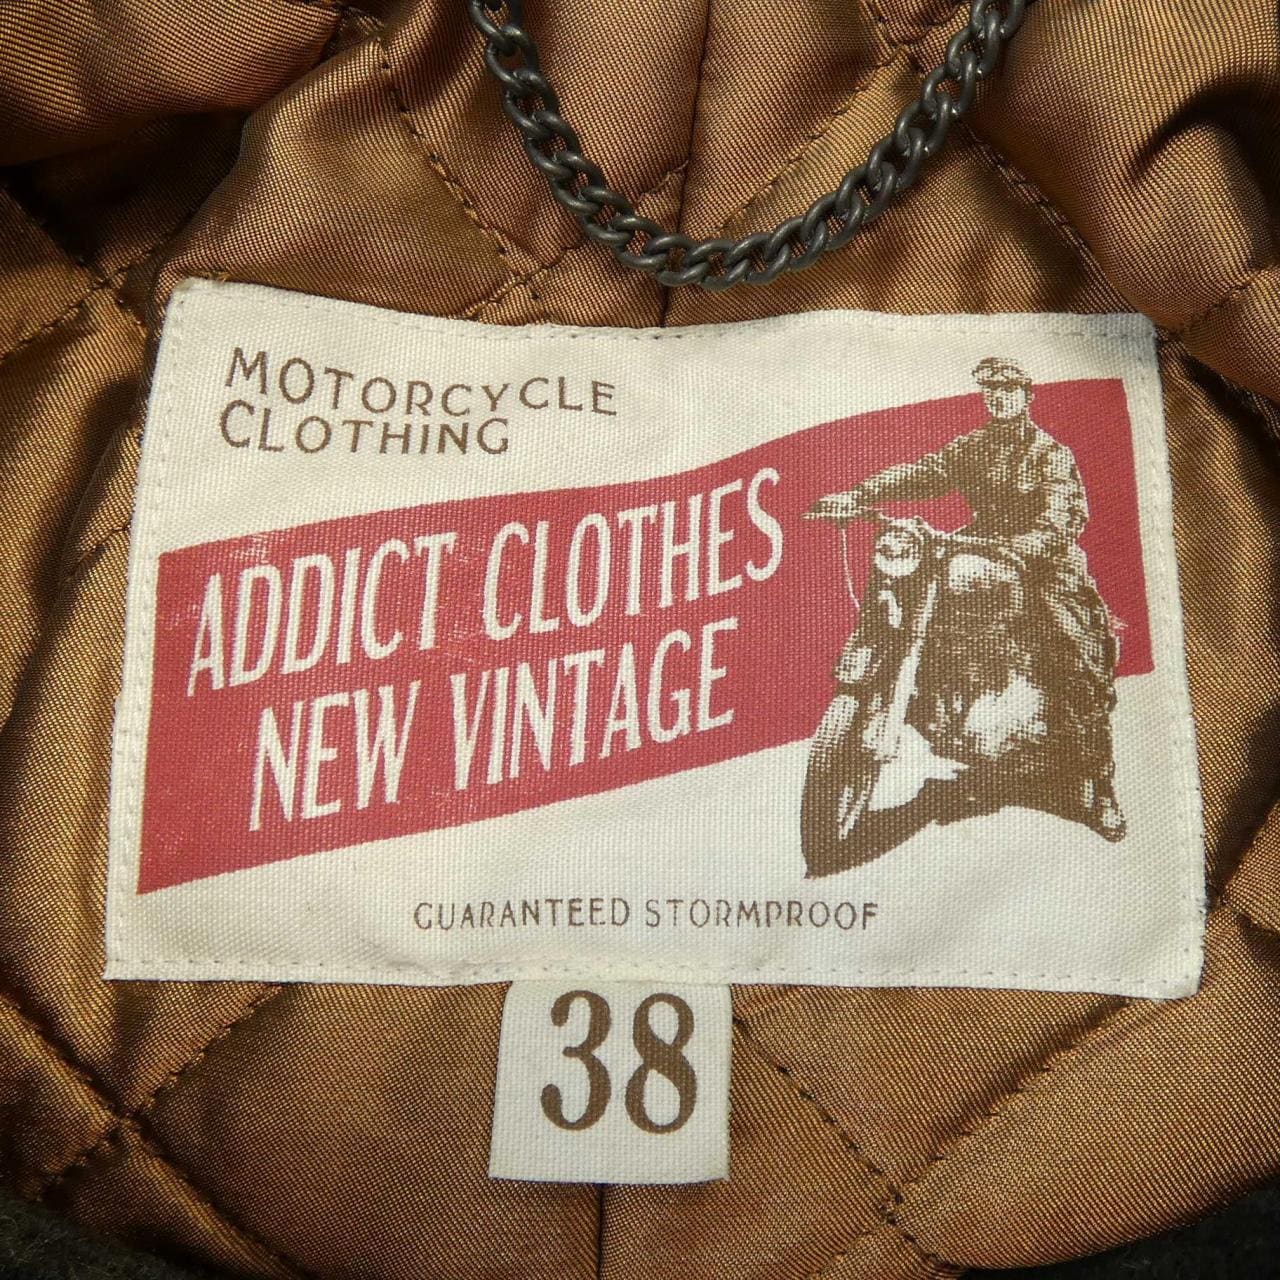 MOTORCYCLE
CLOTHING
ADDICT CLOTHES
NEW VINTAGE
GUARANTEED STORMPROOF
38